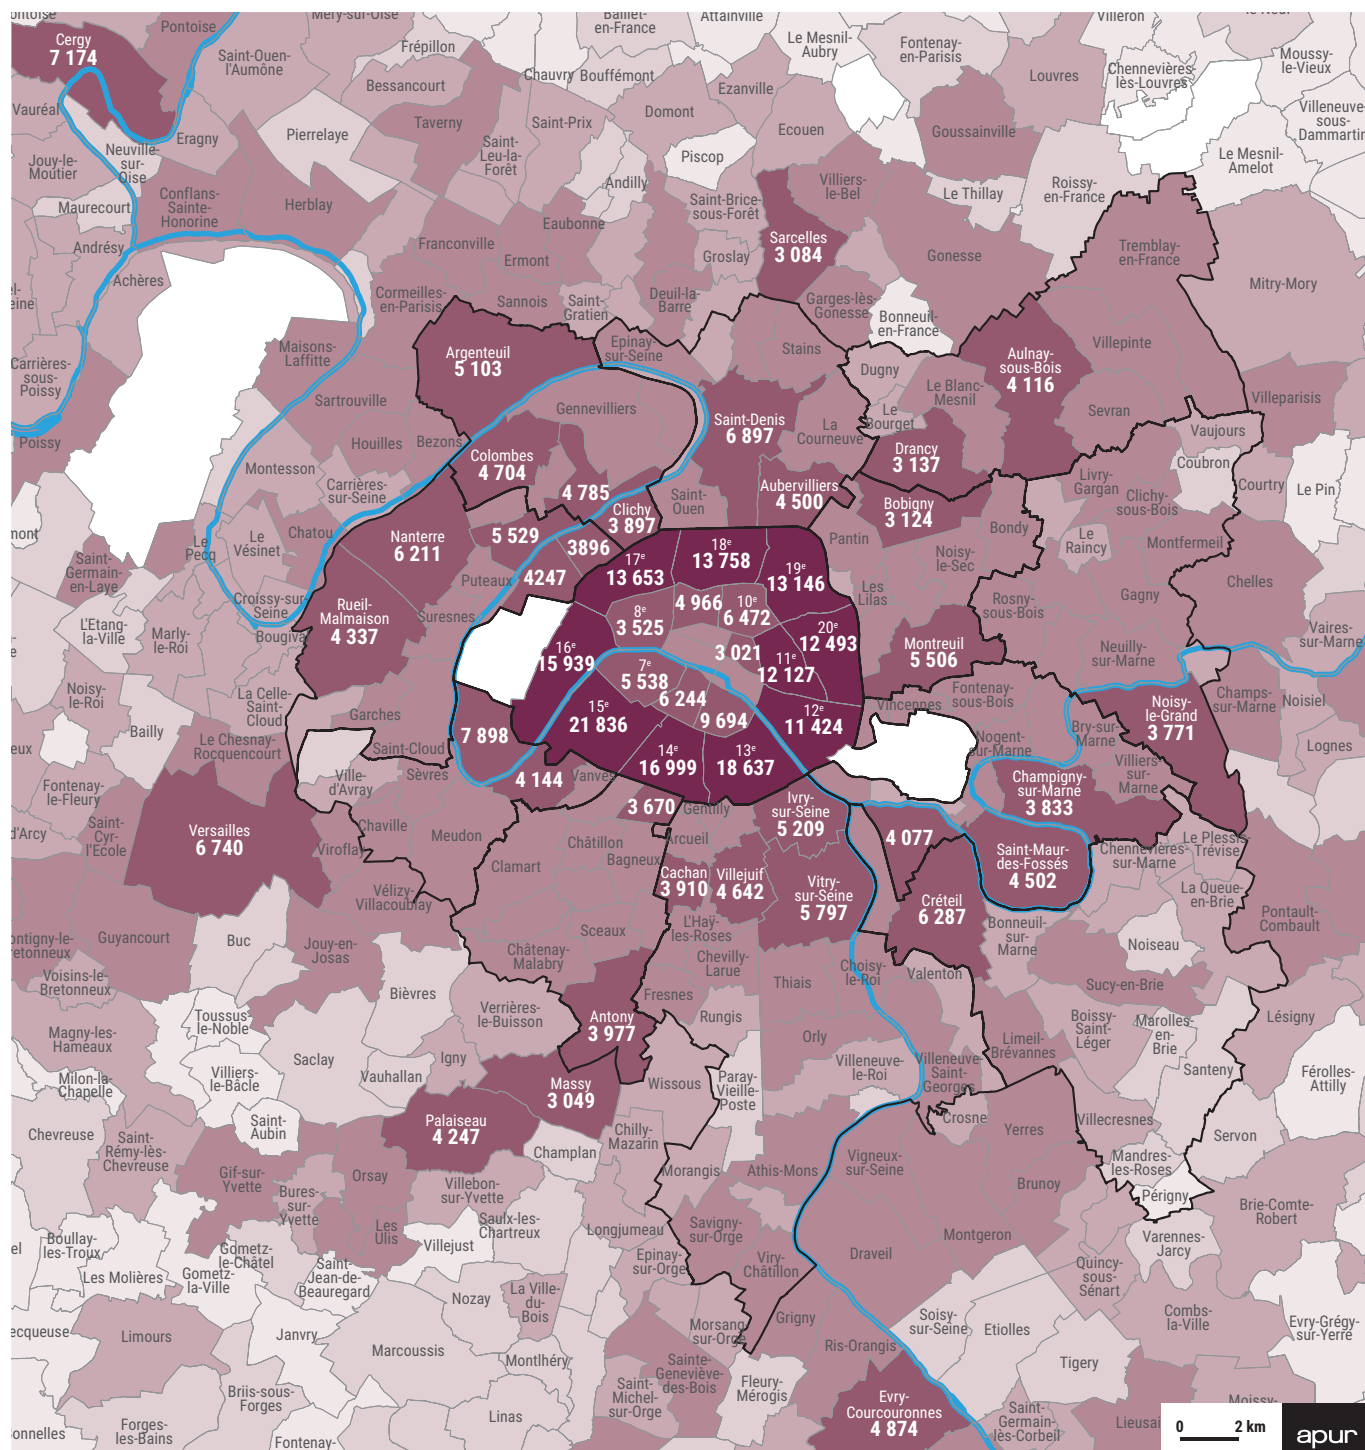 ontoise
Pontoise
Méry-sur-Oise
Baillet-
en-France
Attainville
Villeron
Cergy
7 174
Saint-Ouen-
l'Aumône
Frépillon
Le Mesnil-
Aubry
Fontenay-
en-Parisis
Moussy-
le-Vieux
Chauvry
Bouffémont
Louvres
Chennevières-
lès-Louvres
Bessancourt
Ezanville
Vauréal
Domont
Villeneuve-
sous-
Dammartin
Taverny
Saint-Prix
Ecouen
Goussainville
Pierrelaye
Eragny
Saint-
Leu-la-
Forêt
Piscop
Le Mesnil-
Amelot
Jouy-le-
Moutier
Neuville-
sur-
Oise
Andilly
Villiers-
le-Bel
Le Thillay
Roissy-
en-France
Conflans-
Sainte-
Honorine
Herblay
Saint-Brice-
sous-Forêt
Maurecourt
Eaubonne
Sarcelles
3 084
Andrésy
Franconville
Ermont
Groslay
Gonesse
Tremblay-
en-France
Achères
Mitry-Mory
el-
eine
Cormeilles-
en-Parisis
Sannois
Saint-
Gratien
Deuil-la-
Barre
Garges-lès-
Gonesse
Bonneuil-
en-France
Maisons-
Laffitte
Argenteuil
5 103
Epinay-
sur-Seine
Stains
Villepinte
Carrières-
sous-
Poissy
Dugny
Aulnay-
sous-Bois
4 116
Sartrouville
Le Blanc-
Mesnil
Villeparisis
Gennevilliers
Le
Bourget
Sevran
Poissy
Houilles
Bezons
Saint-Denis
6 897
La
Courneuve
Vaujours
Montesson
Colombes
4 704
Drancy
3 137
Coubron
Carrières-
sur-Seine
4 785
Saint-
Ouen
Aubervilliers
4 500
Livry-
Gargan
Clichy-
sous-Bois
Courtry
Le Pin
mont
Clichy
3 897
Bobigny
3 124
Le
Pecq
Le
Vésinet
Chatou
Nanterre
6 211
5 529
3896
Pantin
Bondy
Le
Raincy
Montfermeil
Saint-
Germain-
en-Laye
Puteaux
4247
17e
13 653
18e
13 758
19e
13 146
Noisy-
le-Sec
Chelles
Croissy-sur-
Seine
Rueil-
Malmaison
4 337
Suresnes
8e
3 525
4 966
10e
6 472
Les
Lilas
Rosny-
sous-Bois
Gagny
L'Etang-
la-Ville
Marly-
le-Roi
Bougival
20e
12 493
Vaires-
sur-Marne
16e
15 939
3 021
11e
12 127
Montreuil
5 506
Neuilly-
sur-Marne
Noisy-
le-Roi
La Celle-
Saint-
Cloud
7e
5 538
6 244
Fontenay-
sous-Bois
Noisy-
le-Grand
3 771
Champs-
sur-Marne
Noisiel
Bailly
Garches
15e
21 836
9 694
12e
11 424
Vincennes
eux
Le Chesnay-
Rocquencourt
Saint-Cloud
7 898
Bry-sur-
Marne
Lognes
14e
16 999
13e
18 637
Nogent-
sur-Marne
Fontenay-
le-Fleury
Ville-
d'Avray
Sèvres
4 144
Vanves
Villiers-
sur-
Marne
Champigny-
sur-Marne
3 833
3 670
Gentilly
Ivry-
sur-Seine
5 209
d'Arcy
Saint-
Cyr-
l'Ecole
Versailles
6 740
Chaville
Meudon
Châtillon
Arcueil
4 077
Le Plessis-
Trévise
Viroflay
Clamart
Bagneux
Saint-Maur-
des-Fossés
4 502
Chennevières-
sur-Marne
Cachan
3 910
Villejuif
4 642
Vitry-
sur-Seine
5 797
La Queue-
en-Brie
Vélizy-
Villacoublay
Créteil
6 287
Pontault-
Combault
Guyancourt
Buc
Sceaux
L'Haÿ-
les-Roses
Bonneuil-
sur-
Marne
Noiseau
ontigny-le-
retonneux
Jouy-en-
Josas
Châtenay-
Malabry
Chevilly-
Larue
Choisy-
le-Roi
Valenton
Voisins-le-
Bretonneux
Bièvres
Fresnes
Thiais
Sucy-en-Brie
Toussus-
le-Noble
Verrières-
le-Buisson
Antony
3 977
Rungis
Boissy-
Saint-
Léger
Marolles-
en-
Brie
Lésigny
Magny-les-
Hameaux
Saclay
Igny
Orly
Limeil-
Brévannes
Milon-la-
Chapelle
Villiers-
le-Bâcle
Vauhallan
Massy
3 049
Wissous
Paray-
Vieille-
Poste
Villeneuve-
le-Roi
Villeneuve-
Saint-
Georges
Santeny
Férolles-
Attilly
Chevreuse
Saint-
Aubin
Palaiseau
4 247
Chilly-
Mazarin
Crosne
Villecresnes
Servon
Saint-
Rémy-lès-
Chevreuse
Champlan
Yerres
Gif-sur-
Yvette
Orsay
Morangis
Athis-Mons
Vigneux-
sur-Seine
Mandres-
les-Roses
Bures-
sur-
Yvette
Villebon-
sur-Yvette
Brunoy
Périgny
Brie-Comte-
Robert
Les
Ulis
Saulx-les-
Chartreux
Longjumeau
Savigny-
sur-Orge
el
Boullay-
les-Troux
Gometz-
le-Châtel
Villejust
Epinay-
sur-Orge
Draveil
Montgeron
Varennes-
Jarcy
Les Molières
Gometz-
la-Ville
Saint-
Jean-de-
Beauregard
Viry-
Châtillon
Quincy-
sous-
Sénart
Nozay
La Ville-
du-
Bois
Combs-
la-Ville
ecqueuse
Limours
Janvry
Morsang-
sur-Orge
Grigny
Soisy-
sur-Seine
Etiolles
Evry-Grégy-
sur-Yerre
Marcoussis
Montlhéry
Ris-Orangis
Tigery
Briis-sous-
Forges
Saint-
Michel-
sur-Orge
Sainte-
Geneviève-
des-Bois
Fleury-
Mérogis
Evry-
Courcouronnes
4 874
Moissy-
Forges-
les-Bains
Fontenay-
Linas
Saint-
Germain-
lès-Corbeil
Lieusai
onnelles
0 2 km
apur